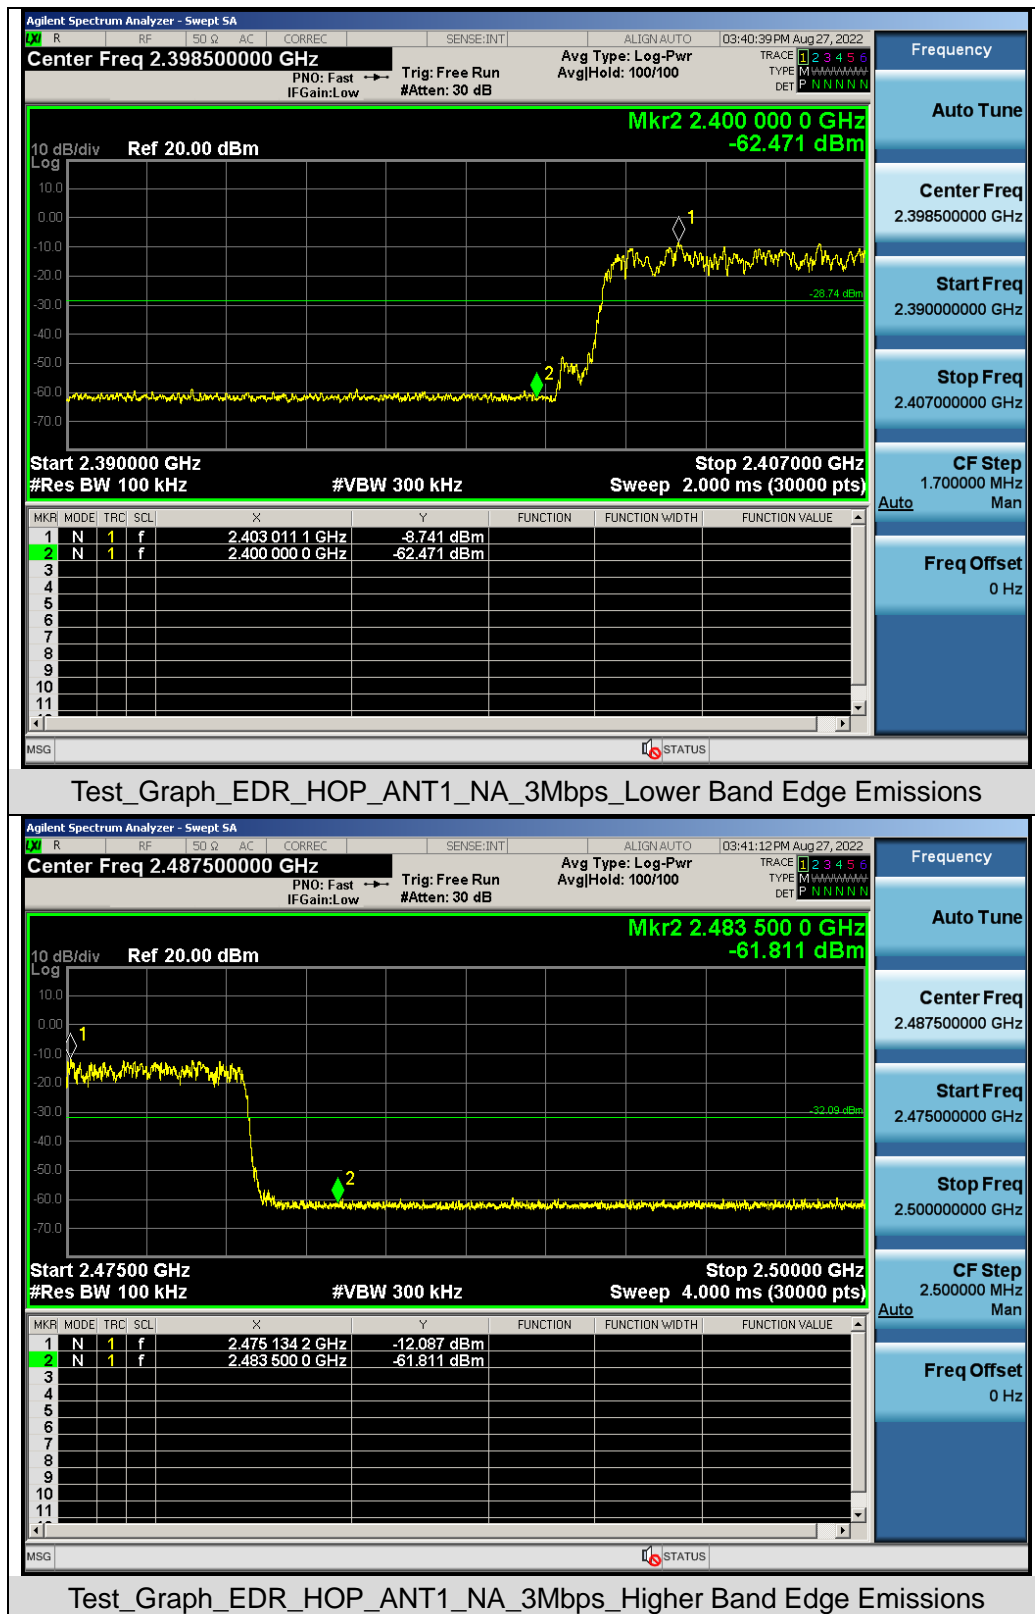 Agilent Spectrum Analyzer - Swept SA
LXI R RF 50 Ω AC CORREC SENSE:INT ALIGN AUTO 03:40:39 PM Aug 27, 2022
Center Freq 2.398500000 GHz
PNO: Fast
IFGain:Low
Trig: Free Run
#Atten: 30 dB
Avg Type: Log-Pwr
Avg|Hold: 100/100
TRACE 1 2 3 4 5 6
TYPE M
DET P N N N N N
Frequency
Auto Tune
Center Freq
2.398500000 GHz
Start Freq
2.390000000 GHz
Stop Freq
2.407000000 GHz
CF Step
1.700000 MHz
Auto Man
Freq Offset
0 Hz
Mkr2 2.400 000 0 GHz
-62.471 dBm
10 dB/div Ref 20.00 dBm
Log
10.0
0.00
-10.0
-20.0
-30.0
-40.0
-50.0
-60.0
-70.0
1
2
-28.74 dBm
Start 2.390000 GHz Stop 2.407000 GHz
#Res BW 100 kHz #VBW 300 kHz Sweep 2.000 ms (30000 pts)
MKR MODE TRC SCL X Y FUNCTION FUNCTION WIDTH FUNCTION VALUE
1 N 1 f 2.403 011 1 GHz -8.741 dBm
2 N 1 f 2.400 000 0 GHz -62.471 dBm
3
4
5
6
7
8
9
10
11
MSG STATUS
Test_Graph_EDR_HOP_ANT1_NA_3Mbps_Lower Band Edge Emissions
Agilent Spectrum Analyzer - Swept SA
LXI R RF 50 Ω AC CORREC SENSE:INT ALIGN AUTO 03:41:12 PM Aug 27, 2022
Center Freq 2.487500000 GHz
PNO: Fast
IFGain:Low
Trig: Free Run
#Atten: 30 dB
Avg Type: Log-Pwr
Avg|Hold: 100/100
TRACE 1 2 3 4 5 6
TYPE M
DET P N N N N N
Frequency
Auto Tune
Center Freq
2.487500000 GHz
Start Freq
2.475000000 GHz
Stop Freq
2.500000000 GHz
CF Step
2.500000 MHz
Auto Man
Freq Offset
0 Hz
Mkr2 2.483 500 0 GHz
-61.811 dBm
10 dB/div Ref 20.00 dBm
Log
10.0
0.00
-10.0
-20.0
-30.0
-40.0
-50.0
-60.0
-70.0
1
2
-32.09 dBm
Start 2.47500 GHz Stop 2.50000 GHz
#Res BW 100 kHz #VBW 300 kHz Sweep 4.000 ms (30000 pts)
MKR MODE TRC SCL X Y FUNCTION FUNCTION WIDTH FUNCTION VALUE
1 N 1 f 2.475 134 2 GHz -12.087 dBm
2 N 1 f 2.483 500 0 GHz -61.811 dBm
3
4
5
6
7
8
9
10
11
MSG STATUS
Test_Graph_EDR_HOP_ANT1_NA_3Mbps_Higher Band Edge Emissions